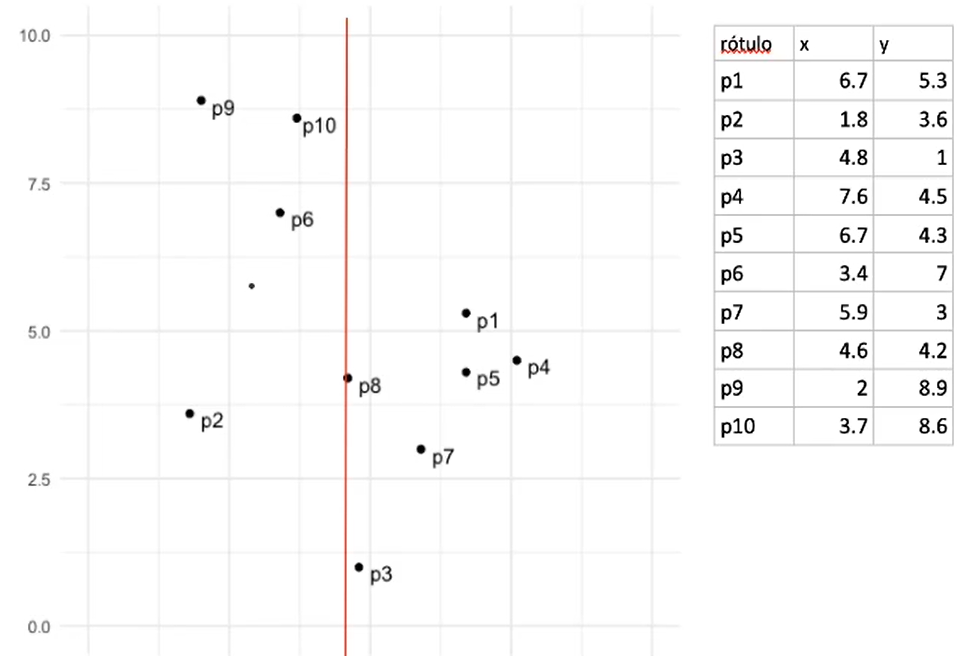 10.0
p9
p10
7.5
p6
5.0
p1
p4
p5
p8
p2
p7
2.5
p3
0.0
rótulo x y
p1 6.7 5.3
p2 1.8 3.6
p3 4.8 1
p4 7.6 4.5
p5 6.7 4.3
p6 3.4 7
p7 5.9 3
p8 4.6 4.2
p9 2 8.9
p10 3.7 8.6